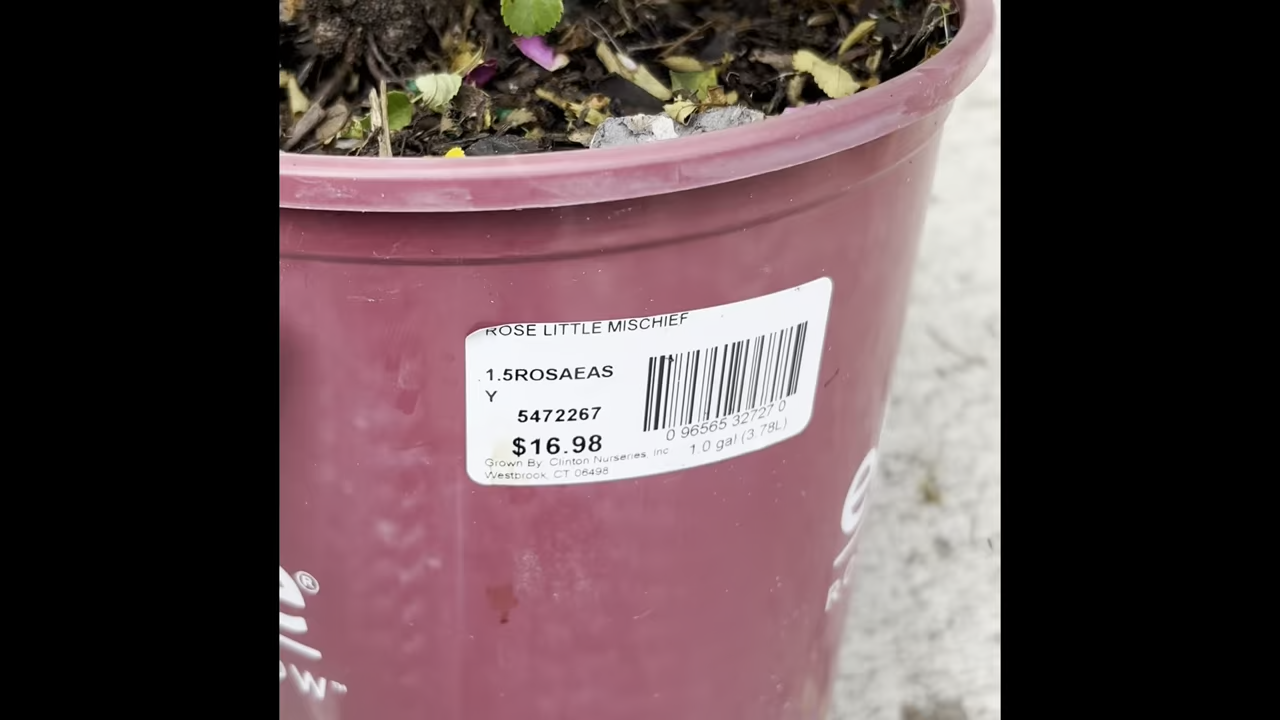 ROSE LITTLE MISCHIEF
1.5ROSAEAS
Y
5472267
$16.98
0 96565 32727 0
1.0 gal (3.78L)
Grown By: Clinton Nurseries, Inc
Westbrook, CT 06498
®